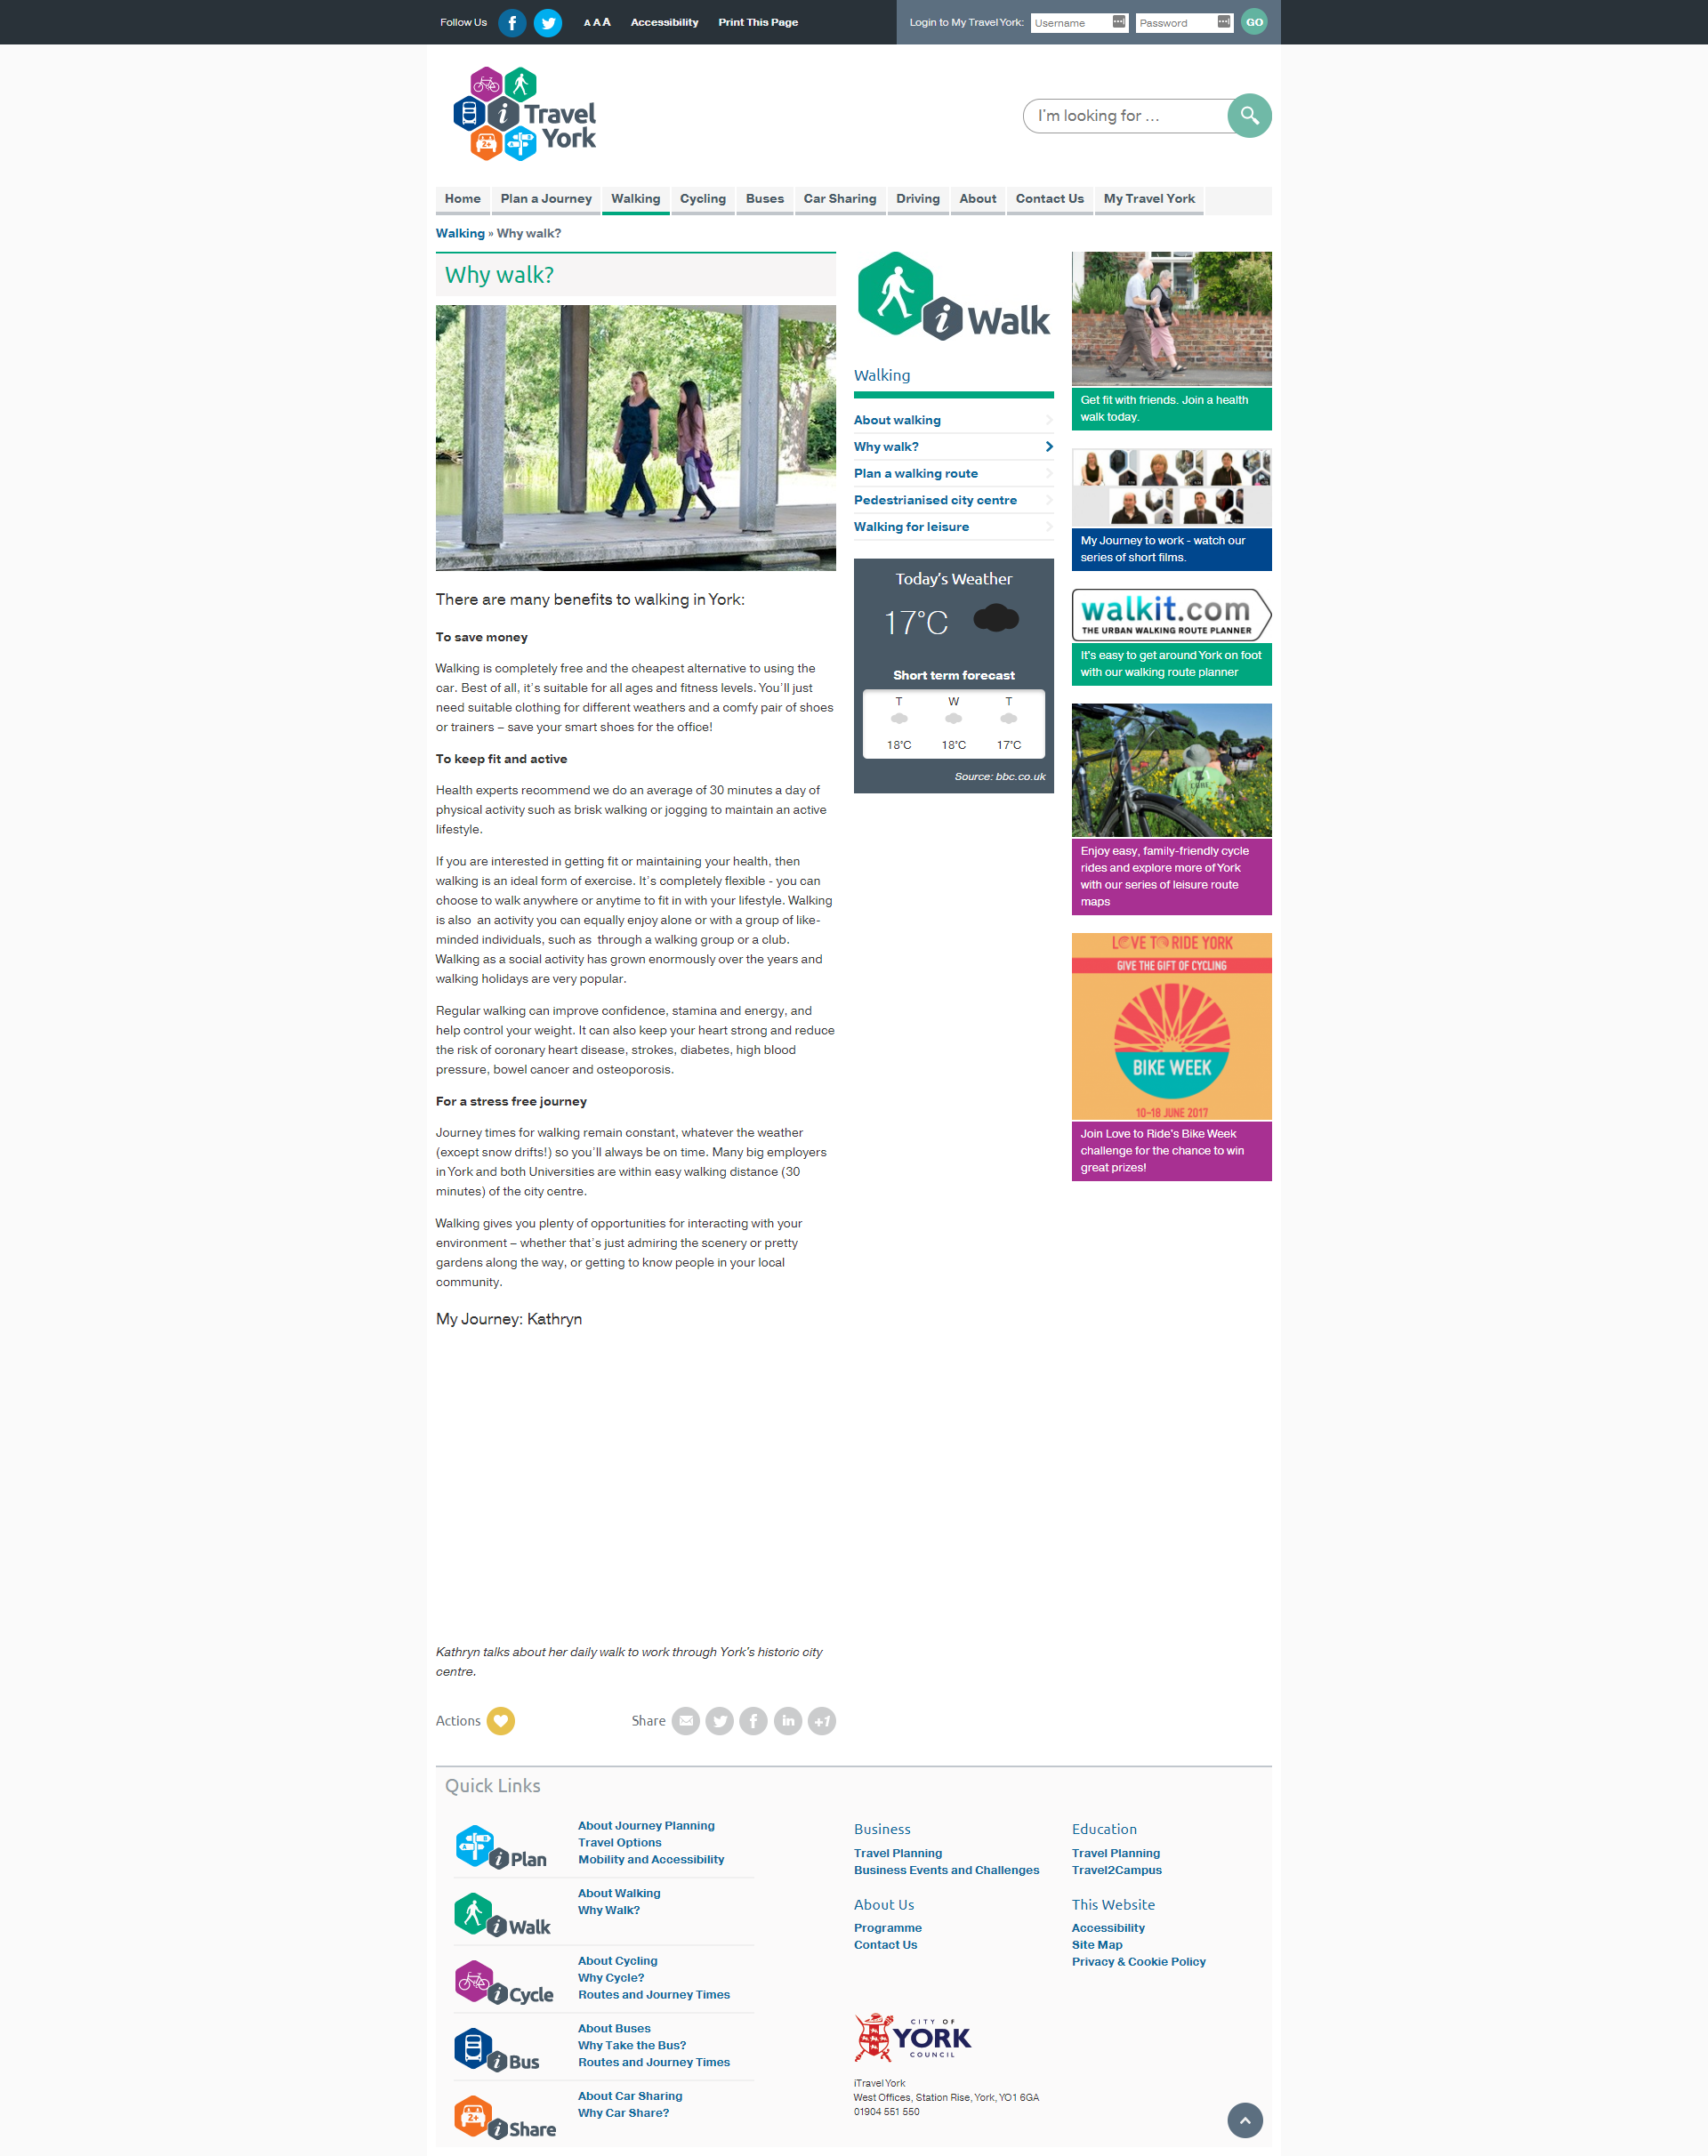 Follow Us
A A A
Accessibility
Print This Page
Login to My Travel York:
Username
Password
GO
i Travel
York
I'm looking for ...
Home
Plan a Journey
Walking
Cycling
Buses
Car Sharing
Driving
About
Contact Us
My Travel York
Walking » Why walk?
Why walk?
There are many benefits to walking in York:
To save money
Walking is completely free and the cheapest alternative to using the
car. Best of all, it's suitable for all ages and fitness levels. You'll just
need suitable clothing for different weathers and a comfy pair of shoes
or trainers – save your smart shoes for the office!
To keep fit and active
Health experts recommend we do an average of 30 minutes a day of
physical activity such as brisk walking or jogging to maintain an active
lifestyle.
If you are interested in getting fit or maintaining your health, then
walking is an ideal form of exercise. It's completely flexible - you can
choose to walk anywhere or anytime to fit in with your lifestyle. Walking
is also  an activity you can equally enjoy alone or with a group of like-
minded individuals, such as  through a walking group or a club.
Walking as a social activity has grown enormously over the years and
walking holidays are very popular.
Regular walking can improve confidence, stamina and energy, and
help control your weight. It can also keep your heart strong and reduce
the risk of coronary heart disease, strokes, diabetes, high blood
pressure, bowel cancer and osteoporosis.
For a stress free journey
Journey times for walking remain constant, whatever the weather
(except snow drifts!) so you'll always be on time. Many big employers
in York and both Universities are within easy walking distance (30
minutes) of the city centre.
Walking gives you plenty of opportunities for interacting with your
environment – whether that's just admiring the scenery or pretty
gardens along the way, or getting to know people in your local
community.
My Journey: Kathryn
Kathryn talks about her daily walk to work through York's historic city
centre.
Actions
Share
+1
i Walk
Walking
About walking
Why walk?
Plan a walking route
Pedestrianised city centre
Walking for leisure
Today's Weather
17°C
Short term forecast
T W T
18°C 18°C 17°C
Source: bbc.co.uk
Get fit with friends. Join a health
walk today.
My Journey to work - watch our
series of short films.
walkit.com
THE URBAN WALKING ROUTE PLANNER
It's easy to get around York on foot
with our walking route planner
Enjoy easy, family-friendly cycle
rides and explore more of York
with our series of leisure route
maps
LOVE TO RIDE YORK
GIVE THE GIFT OF CYCLING
BIKE WEEK
10-18 JUNE 2017
Join Love to Ride's Bike Week
challenge for the chance to win
great prizes!
Quick Links
i Plan
About Journey Planning
Travel Options
Mobility and Accessibility
i Walk
About Walking
Why Walk?
i Cycle
About Cycling
Why Cycle?
Routes and Journey Times
i Bus
About Buses
Why Take the Bus?
Routes and Journey Times
2+
i Share
About Car Sharing
Why Car Share?
Business
Travel Planning
Business Events and Challenges
Education
Travel Planning
Travel2Campus
About Us
Programme
Contact Us
This Website
Accessibility
Site Map
Privacy & Cookie Policy
CITY OF
YORK
COUNCIL
iTravel York
West Offices, Station Rise, York, YO1 6GA
01904 551 550